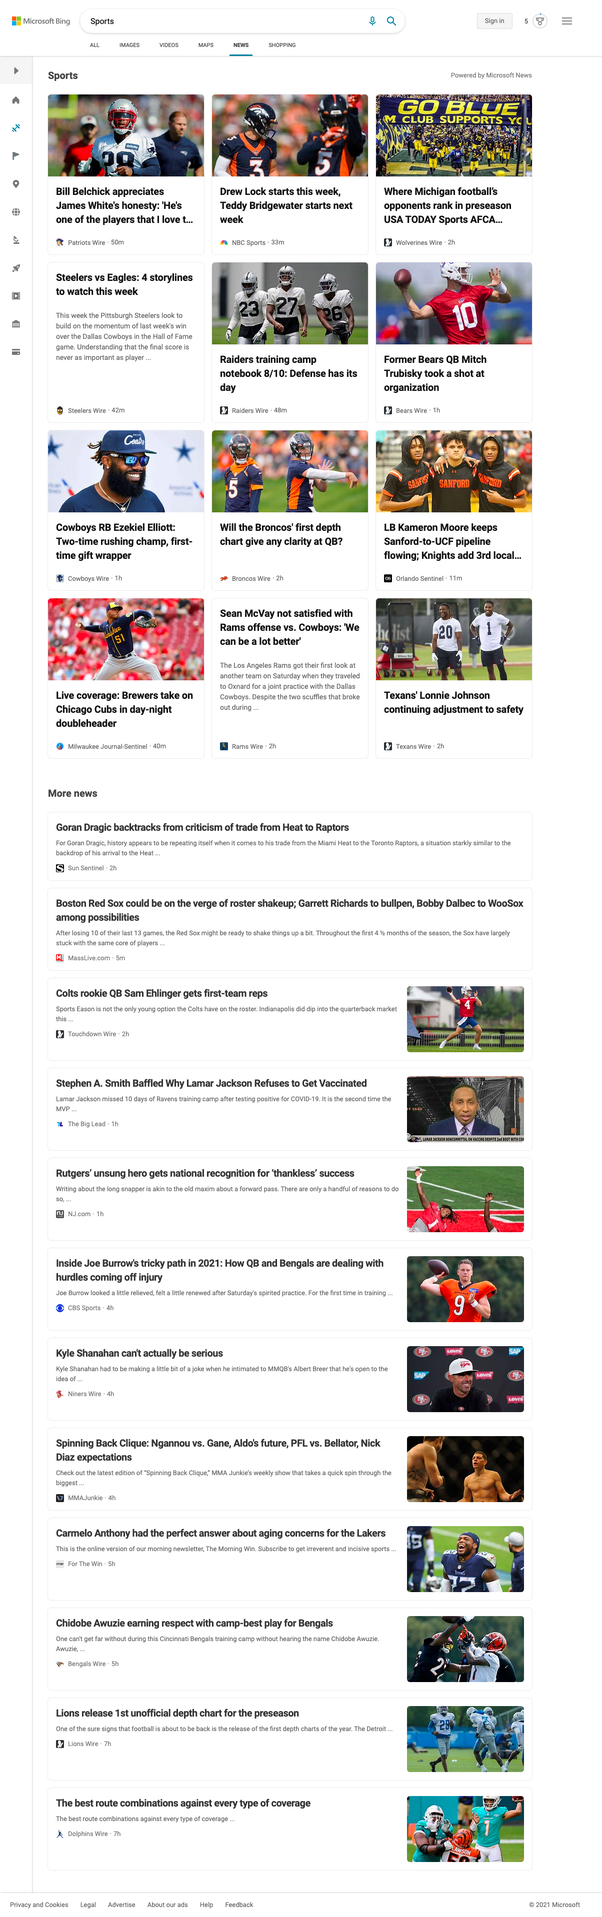 Microsoft Bing
Sports
Sign in
5
ALL
IMAGES
VIDEOS
MAPS
NEWS
SHOPPING
Sports
Powered by Microsoft News
GO BLUE
M CLUB SUPPORTS YOU
Bill Belichick appreciates
James White's honesty: 'He's
one of the players that I love t...
Patriots Wire · 50m
Drew Lock starts this week,
Teddy Bridgewater starts next
week
NBC Sports · 33m
Where Michigan football's
opponents rank in preseason
USA TODAY Sports AFCA...
Wolverines Wire · 2h
Steelers vs Eagles: 4 storylines
to watch this week
This week the Pittsburgh Steelers look to
build on the momentum of last week's win
over the Dallas Cowboys in the Hall of Fame
game. Understanding that the final score is
never as important as player ...
Steelers Wire · 42m
23
27
26
Raiders training camp
notebook 8/10: Defense has its
day
Raiders Wire · 48m
10
Former Bears QB Mitch
Trubisky took a shot at
organization
Bears Wire · 1h
Cowboys RB Ezekiel Elliott:
Two-time rushing champ, first-
time gift wrapper
Cowboys Wire · 1h
Will the Broncos' first depth
chart give any clarity at QB?
Broncos Wire · 2h
SANFORD
LB Kameron Moore keeps
Sanford-to-UCF pipeline
flowing; Knights add 3rd local...
Orlando Sentinel · 11m
51
Live coverage: Brewers take on
Chicago Cubs in day-night
doubleheader
Milwaukee Journal-Sentinel · 40m
Sean McVay not satisfied with
Rams offense vs. Cowboys: 'We
can be a lot better'
The Los Angeles Rams got their first look at
another team on Saturday when they traveled
to Oxnard for a joint practice with the Dallas
Cowboys. Despite the two scuffles that broke
out during ...
Rams Wire · 2h
20
1
Texans' Lonnie Johnson
continuing adjustment to safety
Texans Wire · 2h
More news
Goran Dragic backtracks from criticism of trade from Heat to Raptors
For Goran Dragic, history appears to be repeating itself when it comes to his trade from the Miami Heat to the Toronto Raptors, a situation starkly similar to the
backdrop of his arrival to the Heat ...
Sun Sentinel · 2h
Boston Red Sox could be on the verge of roster shakeup; Garrett Richards to bullpen, Bobby Dalbec to WooSox
among possibilities
After losing 10 of their last 13 games, the Red Sox might be ready to shake things up a bit. Throughout the first 4 ½ months of the season, the Sox have largely
stuck with the same core of players ...
MassLive.com · 5m
Colts rookie QB Sam Ehlinger gets first-team reps
Sports Eason is not the only young option the Colts have on the roster. Indianapolis did dip into the quarterback market
this ...
Touchdown Wire · 2h
4
Stephen A. Smith Baffled Why Lamar Jackson Refuses to Get Vaccinated
Lamar Jackson missed 10 days of Ravens training camp after testing positive for COVID-19. It is the second time the
MVP ...
The Big Lead · 1h
Rutgers' unsung hero gets national recognition for 'thankless' success
Writing about the long snapper is akin to the old maxim about a forward pass. There are only a handful of reasons to do
so, ...
NJ.com · 1h
Inside Joe Burrow's tricky path in 2021: How QB and Bengals are dealing with
hurdles coming off injury
Joe Burrow looked a little relieved, felt a little renewed after Saturday's spirited practice. For the first time in training ...
CBS Sports · 4h
9
Kyle Shanahan can't actually be serious
Kyle Shanahan had to be making a little bit of a joke when he intimated to MMQB's Albert Breer that he's open to the
idea of ...
Niners Wire · 4h
SAP
Levi's
Spinning Back Clique: Ngannou vs. Gane, Aldo's future, PFL vs. Bellator, Nick
Diaz expectations
Check out the latest edition of "Spinning Back Clique," MMA Junkie's weekly show that takes a quick spin through the
biggest ...
MMAJunkie · 4h
Carmelo Anthony had the perfect answer about aging concerns for the Lakers
This is the online version of our morning newsletter, The Morning Win. Subscribe to get irreverent and incisive sports ...
For The Win · 5h
Chidobe Awuzie earning respect with camp-best play for Bengals
One can't get far without during this Cincinnati Bengals training camp without hearing the name Chidobe Awuzie.
Awuzie, ...
Bengals Wire · 5h
Lions release 1st unofficial depth chart for the preseason
One of the sure signs that football is about to be back is the release of the first depth charts of the year. The Detroit ...
Lions Wire · 7h
The best route combinations against every type of coverage
The best route combinations against every type of coverage ...
Dolphins Wire · 7h
1
Privacy and Cookies
Legal
Advertise
About our ads
Help
Feedback
© 2021 Microsoft